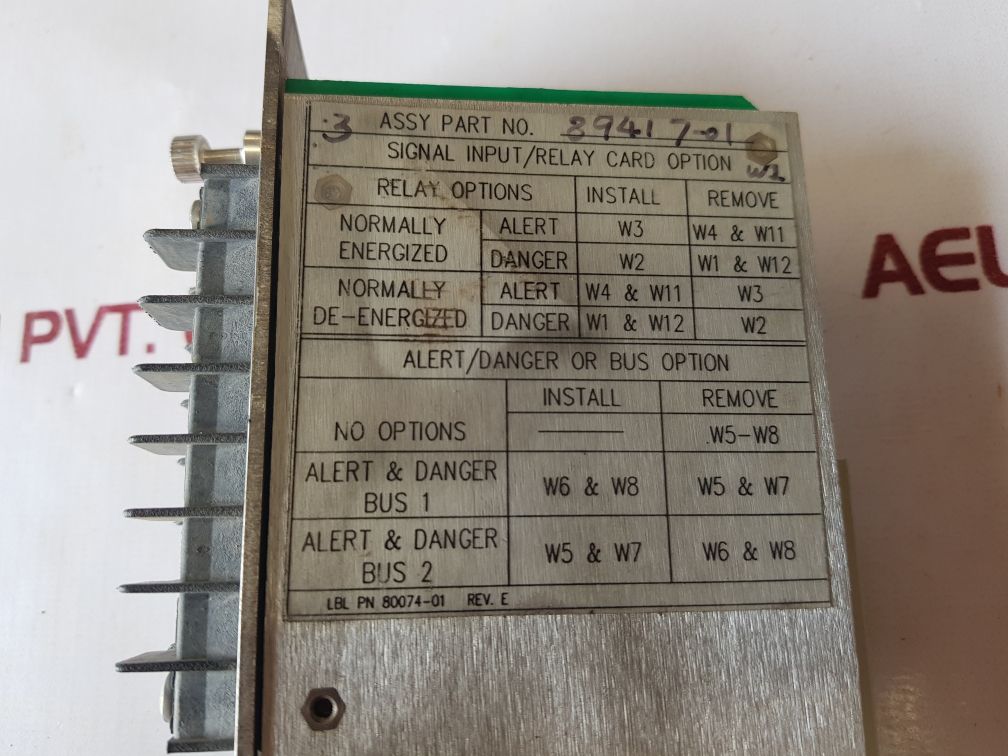 .3 ASSY PART NO. 89417-01
SIGNAL INPUT/RELAY CARD OPTION W1
RELAY OPTIONS INSTALL REMOVE
NORMALLY ENERGIZED ALERT W3 W4 & W11
DANGER W2 W1 & W12
NORMALLY DE-ENERGIZED ALERT W4 & W11 W3
DANGER W1 & W12 W2
ALERT/DANGER OR BUS OPTION
INSTALL REMOVE
NO OPTIONS W5-W8
ALERT & DANGER BUS 1 W6 & W8 W5 & W7
ALERT & DANGER BUS 2 W5 & W7 W6 & W8
LBL PN 80074-01 REV. E
PVT.